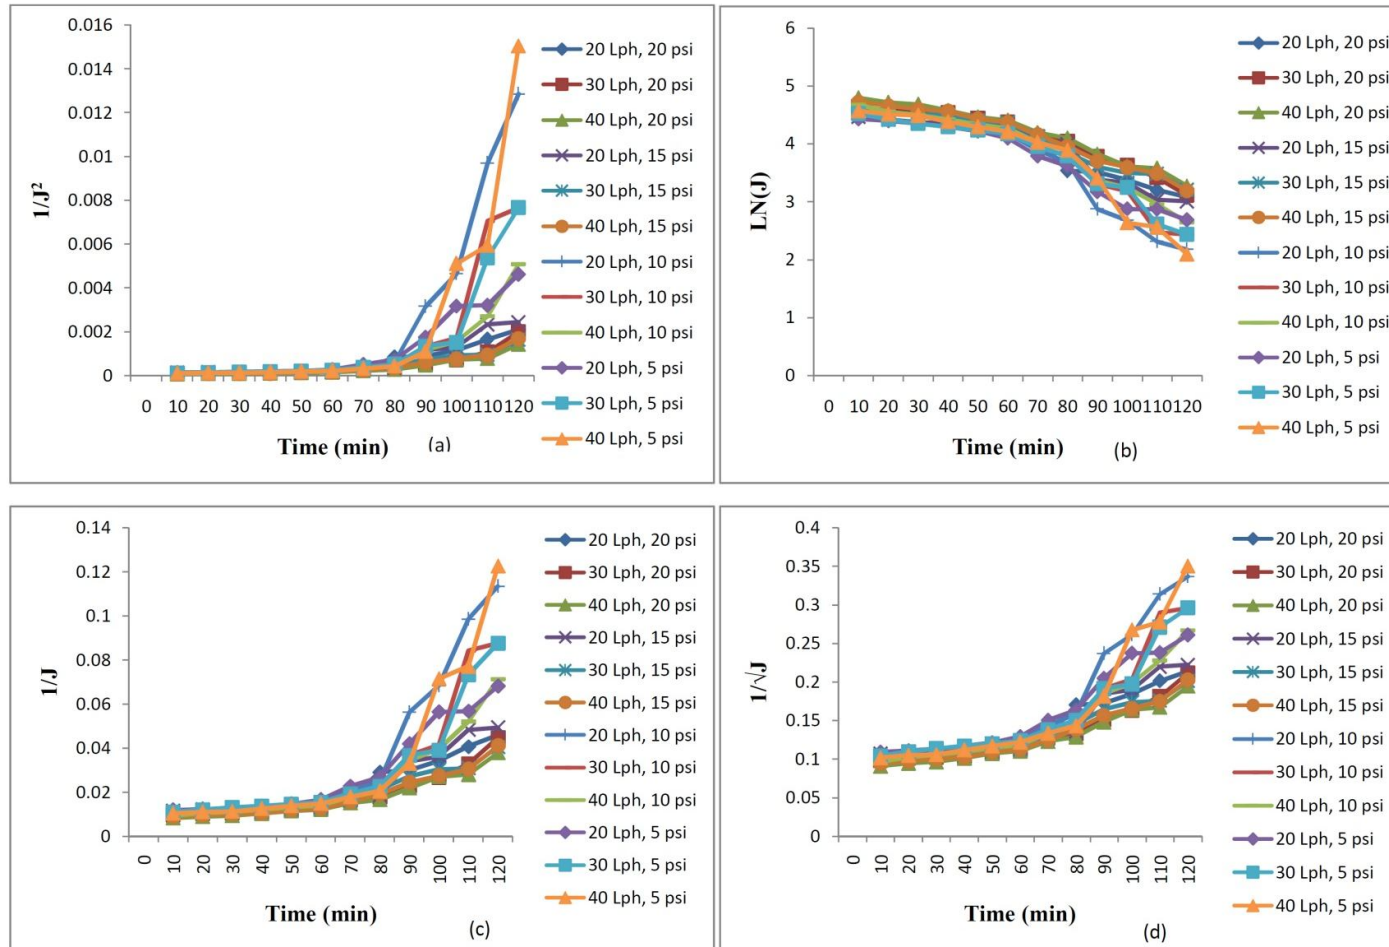 0.016
0.014
0.012
0.01
0.008
0.006
0.004
0.002
0
1/J²
0 10 20 30 40 50 60 70 80 90 100 110 120
Time (min)
(a)
20 Lph, 20 psi
30 Lph, 20 psi
40 Lph, 20 psi
20 Lph, 15 psi
30 Lph, 15 psi
40 Lph, 15 psi
20 Lph, 10 psi
30 Lph, 10 psi
40 Lph, 10 psi
20 Lph, 5 psi
30 Lph, 5 psi
40 Lph, 5 psi
6
5
4
3
2
1
0
LN(J)
0 10 20 30 40 50 60 70 80 90 100 110 120
Time (min)
(b)
20 Lph, 20 psi
30 Lph, 20 psi
40 Lph, 20 psi
20 Lph, 15 psi
30 Lph, 15 psi
40 Lph, 15 psi
20 Lph, 10 psi
30 Lph, 10 psi
40 Lph, 10 psi
20 Lph, 5 psi
30 Lph, 5 psi
40 Lph, 5 psi
0.14
0.12
0.1
0.08
0.06
0.04
0.02
0
1/J
0 10 20 30 40 50 60 70 80 90 100 110 120
Time (min)
(c)
20 Lph, 20 psi
30 Lph, 20 psi
40 Lph, 20 psi
20 Lph, 15 psi
30 Lph, 15 psi
40 Lph, 15 psi
20 Lph, 10 psi
30 Lph, 10 psi
40 Lph, 10 psi
20 Lph, 5 psi
30 Lph, 5 psi
40 Lph, 5 psi
0.4
0.35
0.3
0.25
0.2
0.15
0.1
0.05
0
1/√J
0 10 20 30 40 50 60 70 80 90 100 110 120
Time (min)
(d)
20 Lph, 20 psi
30 Lph, 20 psi
40 Lph, 20 psi
20 Lph, 15 psi
30 Lph, 15 psi
40 Lph, 15 psi
20 Lph, 10 psi
30 Lph, 10 psi
40 Lph, 10 psi
20 Lph, 5 psi
30 Lph, 5 psi
40 Lph, 5 psi